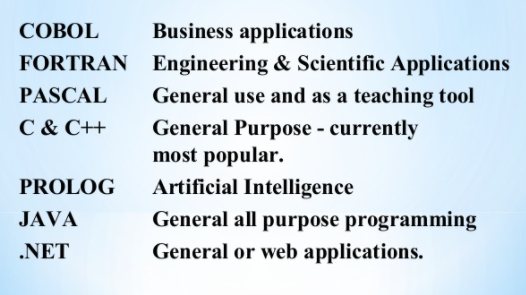 COBOL Business applications
FORTRAN Engineering & Scientific Applications
PASCAL General use and as a teaching tool
C & C++ General Purpose - currently
most popular.
PROLOG Artificial Intelligence
JAVA General all purpose programming
.NET General or web applications.